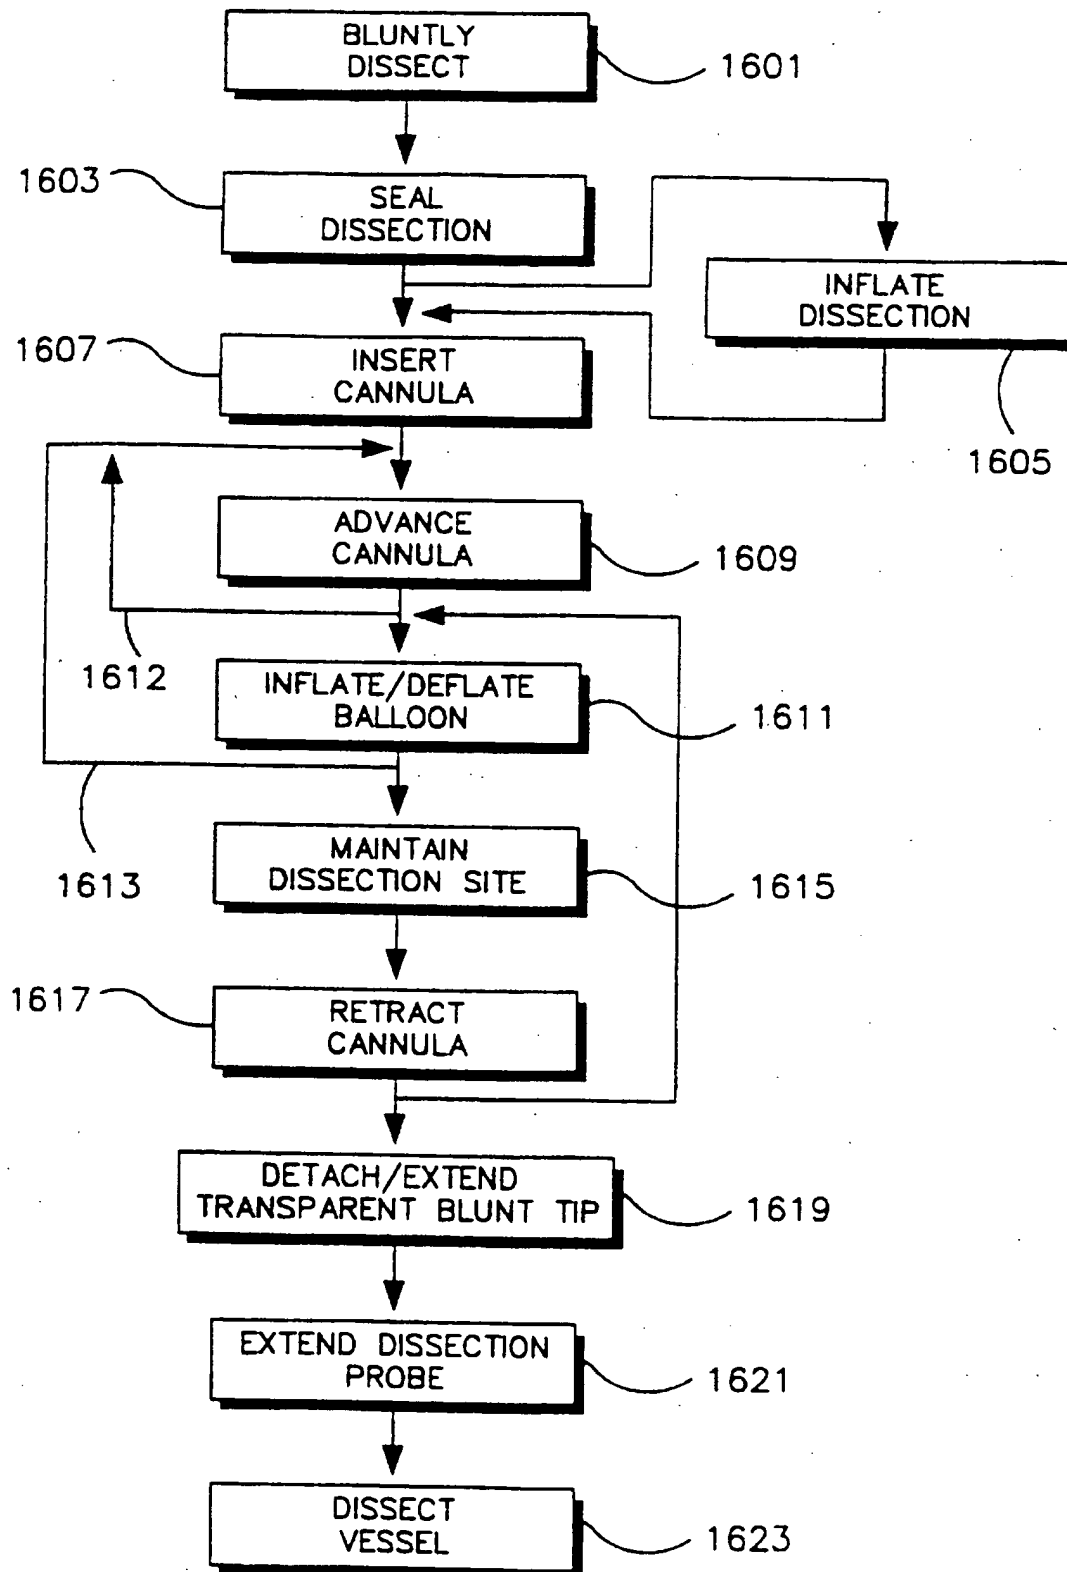 BLUNTLY
DISSECT
1601
1603
SEAL
DISSECTION
INFLATE
DISSECTION
1605
1607
INSERT
CANNULA
ADVANCE
CANNULA
1609
1612
INFLATE/DEFLATE
BALLOON
1611
1613
MAINTAIN
DISSECTION SITE
1615
1617
RETRACT
CANNULA
DETACH/EXTEND
TRANSPARENT BLUNT TIP
1619
EXTEND DISSECTION
PROBE
1621
DISSECT
VESSEL
1623